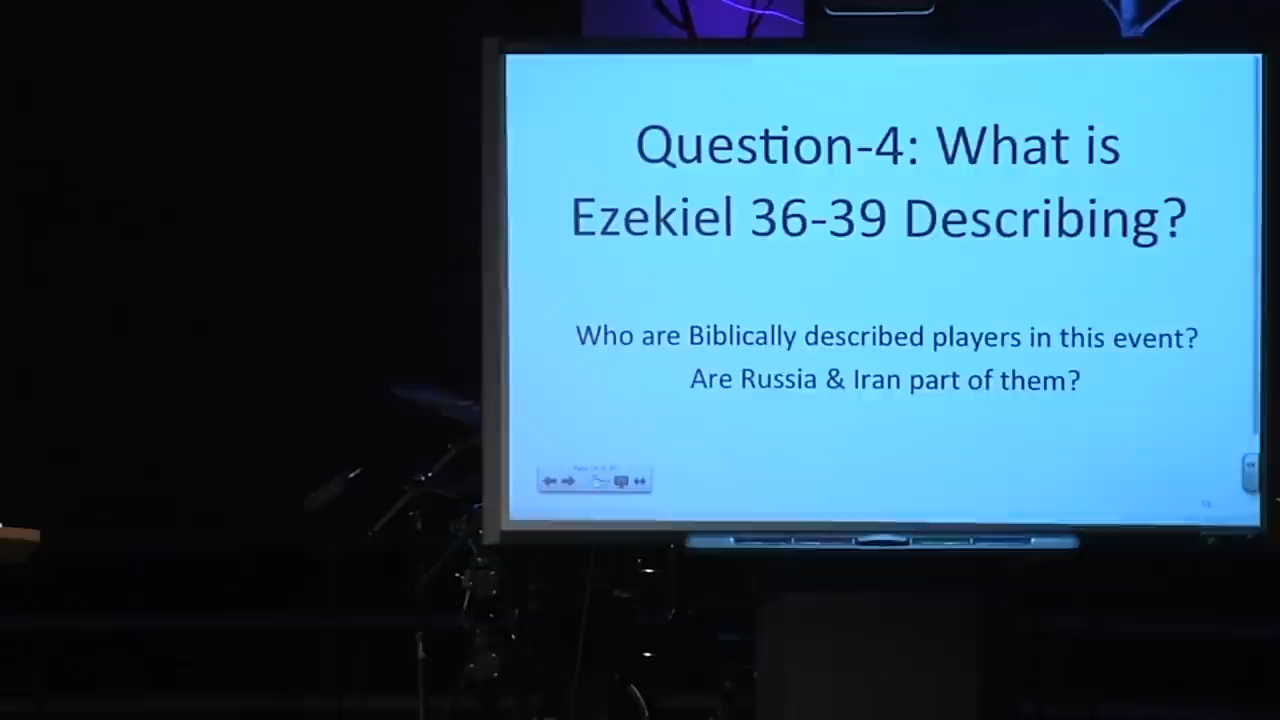 Question-4: What is
Ezekiel 36-39 Describing?
Who are Biblically described players in this event?
Are Russia & Iran part of them?